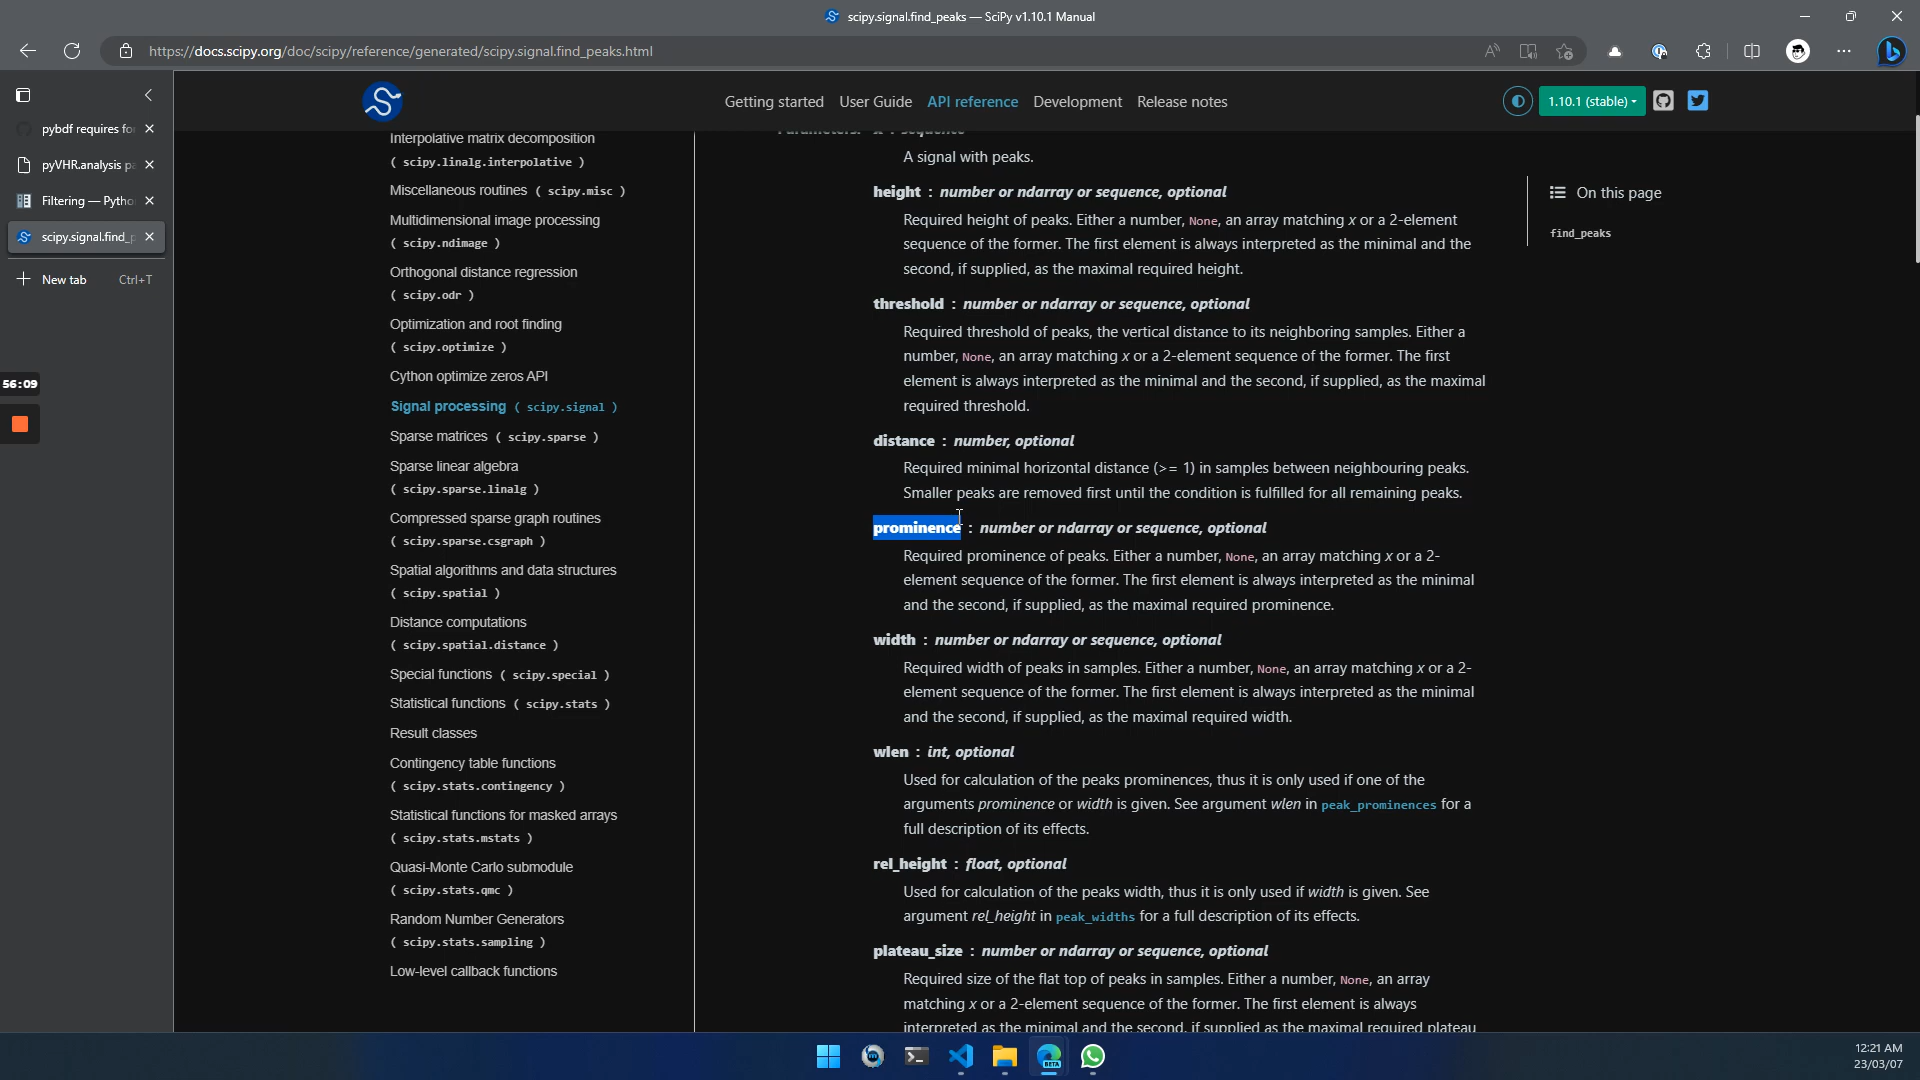 scipy.signal.find_peaks — SciPy v1.10.1 Manual
https://docs.scipy.org/doc/scipy/reference/generated/scipy.signal.find_peaks.html
pybdf requires fo
pyVHR.analysis pa
Filtering — Pytho
scipy.signal.find_p
New tab Ctrl+T
56:09
Getting started User Guide API reference Development Release notes
1.10.1 (stable)
Interpolative matrix decomposition
( scipy.linalg.interpolative )
Miscellaneous routines ( scipy.misc )
Multidimensional image processing
( scipy.ndimage )
Orthogonal distance regression
( scipy.odr )
Optimization and root finding
( scipy.optimize )
Cython optimize zeros API
Signal processing ( scipy.signal )
Sparse matrices ( scipy.sparse )
Sparse linear algebra
( scipy.sparse.linalg )
Compressed sparse graph routines
( scipy.sparse.csgraph )
Spatial algorithms and data structures
( scipy.spatial )
Distance computations
( scipy.spatial.distance )
Special functions ( scipy.special )
Statistical functions ( scipy.stats )
Result classes
Contingency table functions
( scipy.stats.contingency )
Statistical functions for masked arrays
( scipy.stats.mstats )
Quasi-Monte Carlo submodule
( scipy.stats.qmc )
Random Number Generators
( scipy.stats.sampling )
Low-level callback functions
Parameters: x : sequence
A signal with peaks.
height : number or ndarray or sequence, optional
Required height of peaks. Either a number, None, an array matching x or a 2-element
sequence of the former. The first element is always interpreted as the minimal and the
second, if supplied, as the maximal required height.
threshold : number or ndarray or sequence, optional
Required threshold of peaks, the vertical distance to its neighboring samples. Either a
number, None, an array matching x or a 2-element sequence of the former. The first
element is always interpreted as the minimal and the second, if supplied, as the maximal
required threshold.
distance : number, optional
Required minimal horizontal distance (>= 1) in samples between neighbouring peaks.
Smaller peaks are removed first until the condition is fulfilled for all remaining peaks.
prominence : number or ndarray or sequence, optional
Required prominence of peaks. Either a number, None, an array matching x or a 2-
element sequence of the former. The first element is always interpreted as the minimal
and the second, if supplied, as the maximal required prominence.
width : number or ndarray or sequence, optional
Required width of peaks in samples. Either a number, None, an array matching x or a 2-
element sequence of the former. The first element is always interpreted as the minimal
and the second, if supplied, as the maximal required width.
wlen : int, optional
Used for calculation of the peaks prominences, thus it is only used if one of the
arguments prominence or width is given. See argument wlen in peak_prominences for a
full description of its effects.
rel_height : float, optional
Used for calculation of the peaks width, thus it is only used if width is given. See
argument rel_height in peak_widths for a full description of its effects.
plateau_size : number or ndarray or sequence, optional
Required size of the flat top of peaks in samples. Either a number, None, an array
matching x or a 2-element sequence of the former. The first element is always
interpreted as the minimal and the second, if supplied as the maximal required plateau
On this page
find_peaks
BETA
12:21 AM
23/03/07